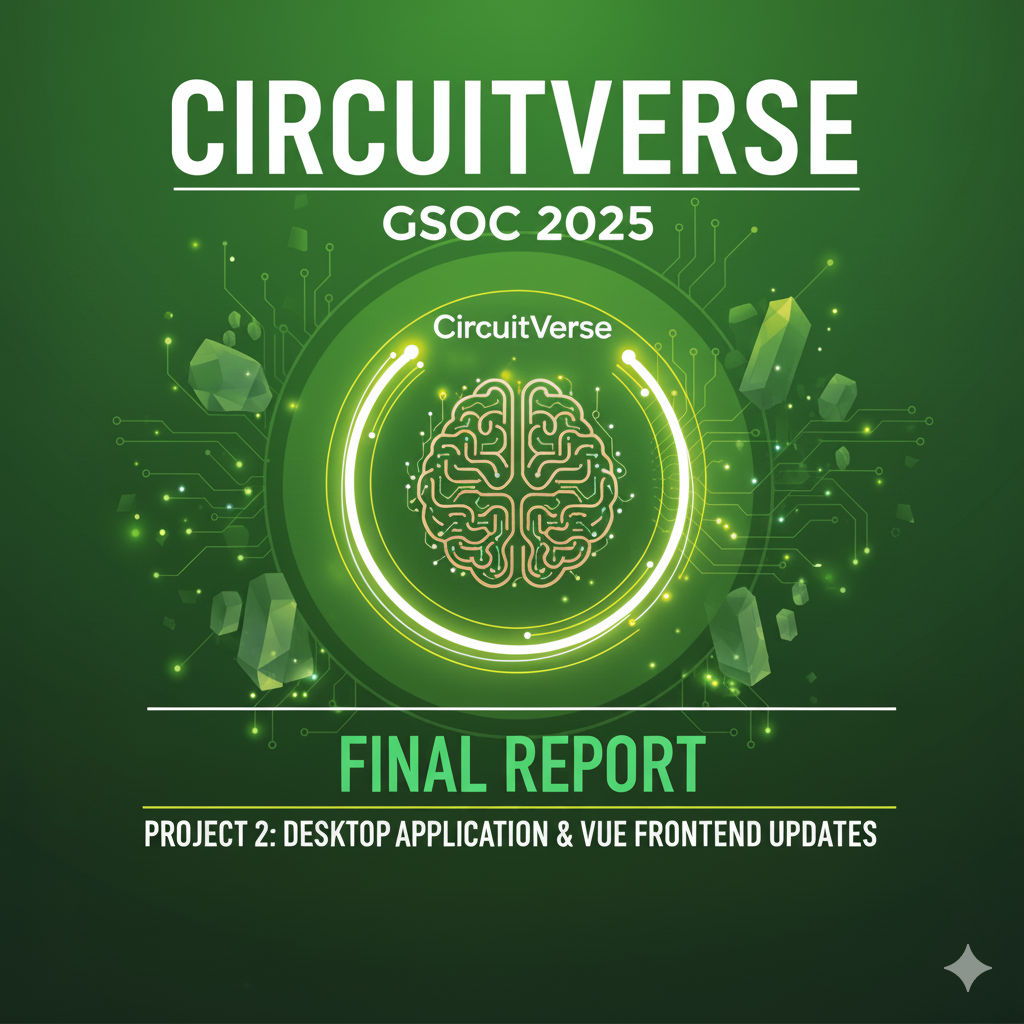 CIRCUITVERSE
GSOC 2025
CircuitVerse
FINAL REPORT
PROJECT 2: DESKTOP APPLICATION & VUE FRONTEND UPDATES